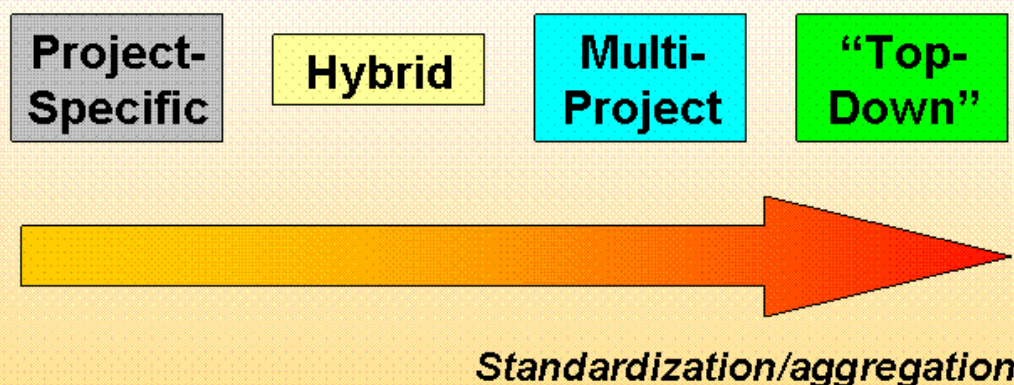 Project-
Specific
Hybrid
Multi-
Project
“Top-
Down”
Standardization/aggregation